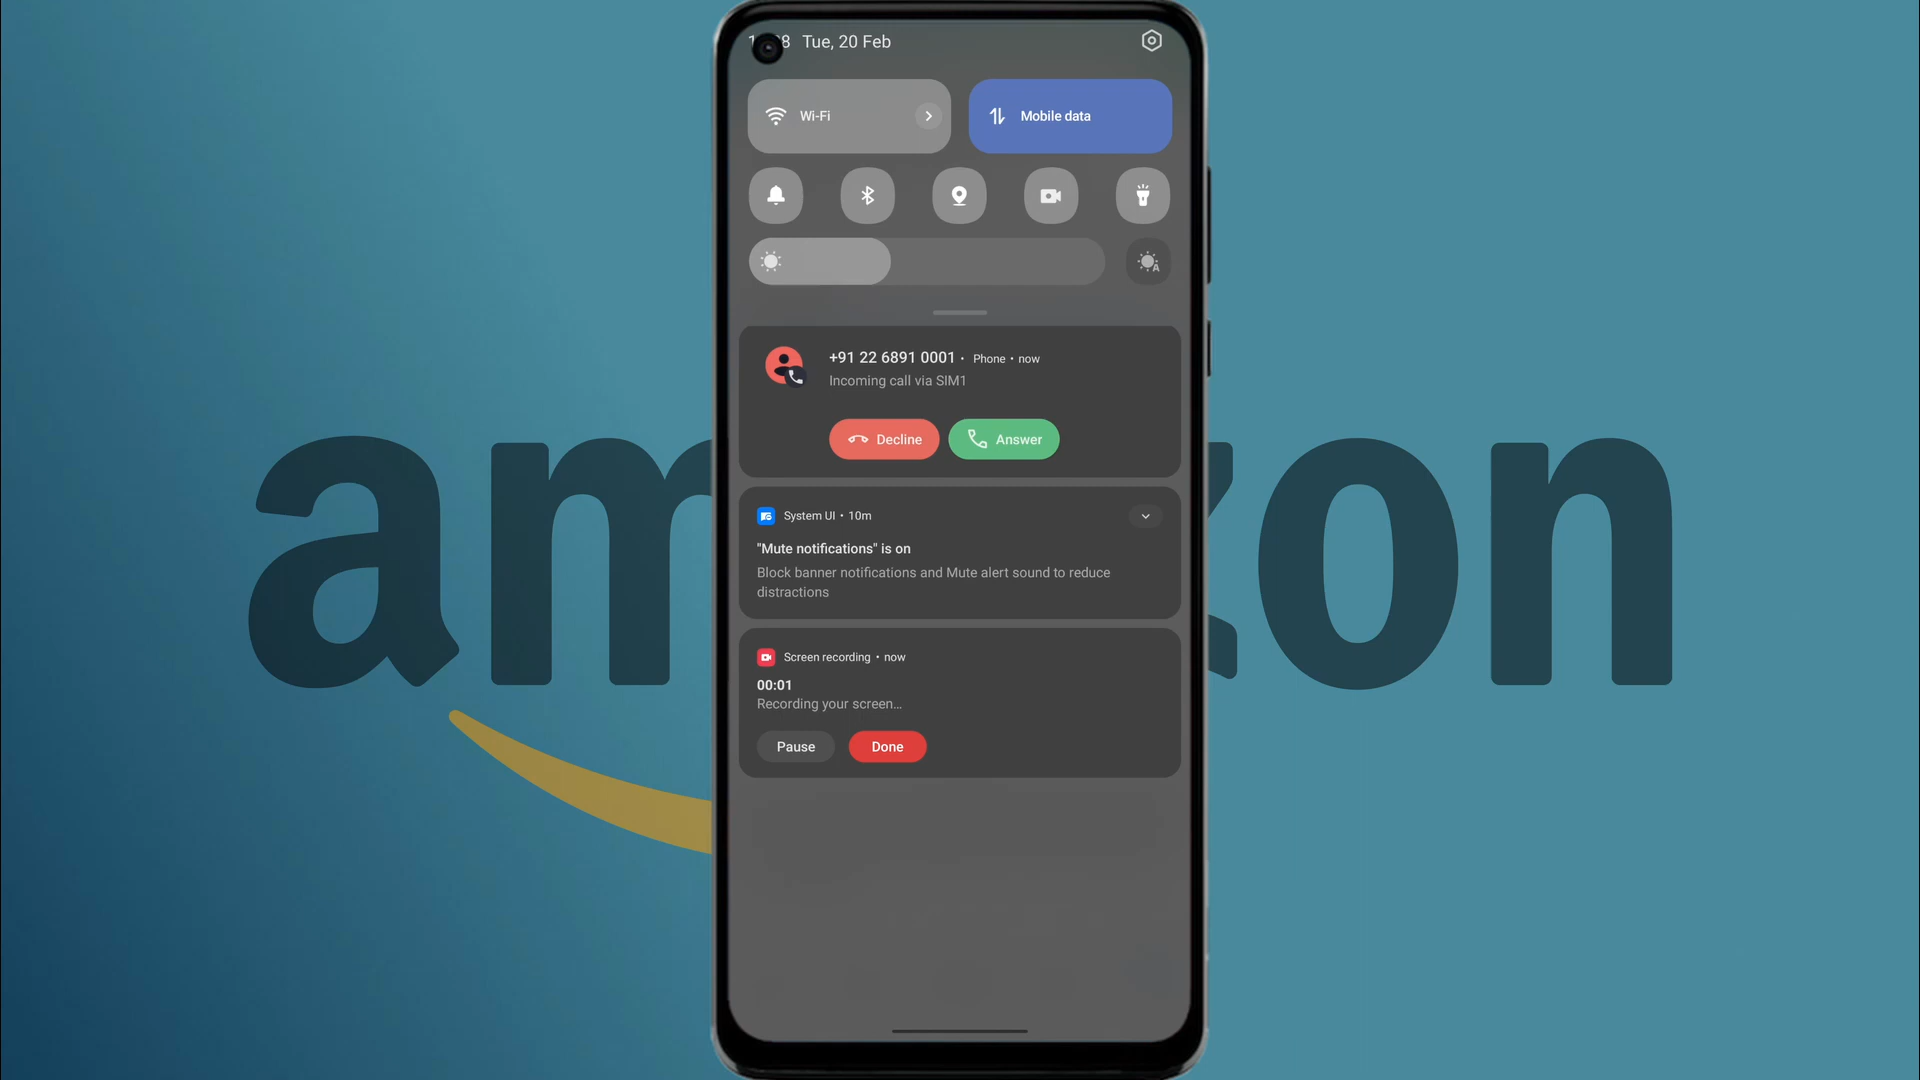 Tue, 20 Feb
Wi-Fi
Mobile data
+91 22 6891 0001 • Phone • now
Incoming call via SIM1
Decline
Answer
System UI • 10m
"Mute notifications" is on
Block banner notifications and Mute alert sound to reduce
distractions
Screen recording • now
00:01
Recording your screen...
Pause
Done